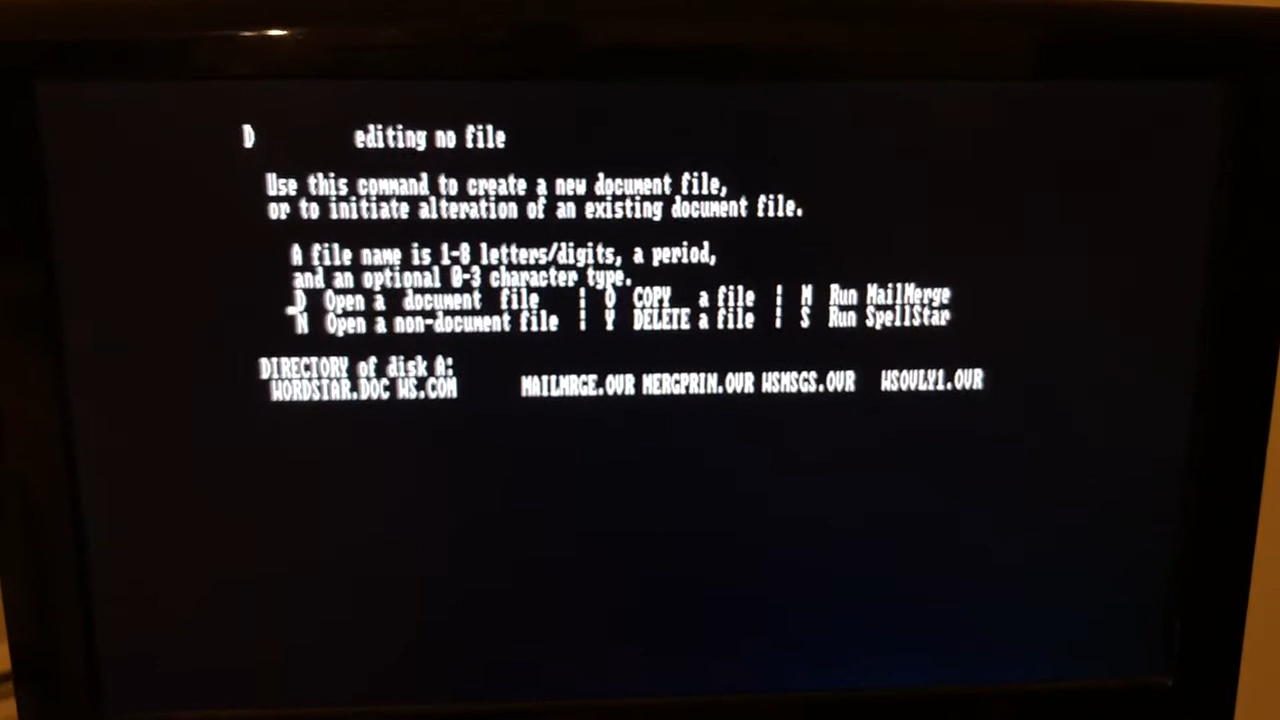 D editing no file
Use this command to create a new document file,
or to initiate alteration of an existing document file.
A file name is 1-8 letters/digits, a period,
and an optional 0-3 character type.
D Open a document file | O COPY a file | M Run MailMerge
N Open a non-document file | Y DELETE a file | S Run SpellStar
DIRECTORY of disk A:
WORDSTAR.DOC WS.COM MAILMRGE.OVR MERGPRIN.OVR WSMSGS.OVR WSOVLY1.OVR